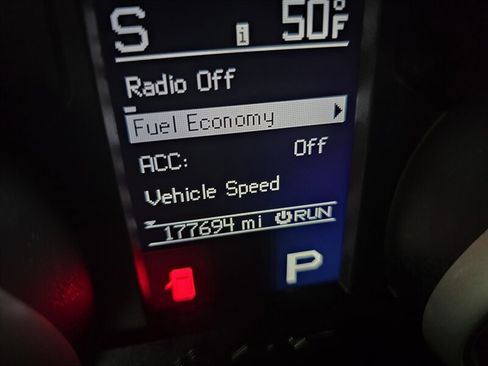 S i 50°F
Radio Off
Fuel Economy
ACC: Off
Vehicle Speed
177694 mi RUN
P